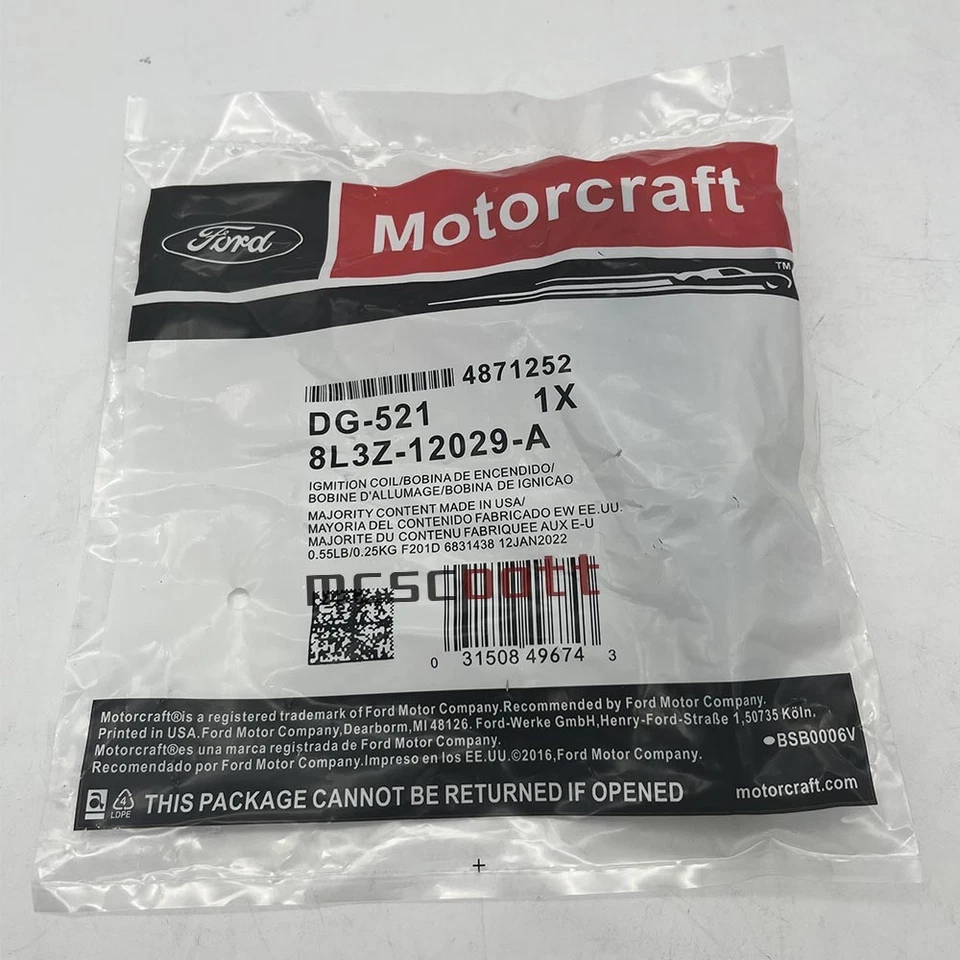 Ford
Motorcraft
TM
4871252
DG-521 1X
8L3Z-12029-A
IGMITION COIL/BOBINA DE ENCENDIDO/
BOBINE D'ALLUMAGE/BOBINA DE IGNICAO
MAJORITY CONTENT MADE IN USA/
MAYORIA DEL CONTENIDO FABRICADO EW EE.UU.
MAJORITE DU CONTENU FABRIQUEE AUX E-U
0.55LB/0.25KG F201D 6831438 12JAN2022
mrscoott
0 31508 49674 3
Motorcraft®is a registered trademark of Ford Motor Company.Recommended by Ford Motor Company.
Printed in USA.Ford Motor Company,Dearborm,MI 48126. Ford-Werke GmbH,Henry-Ford-Straße 1,50735 Köln.
Motorcraft®es una marca registrada de Ford Motor Company.
Recomendado por Ford Motor Company.Impreso en los EE.UU.©2016,Ford Motor Company.
BSB0006V
4
LDPE
THIS PACKAGE CANNOT BE RETURNED IF OPENED
motorcraft.com